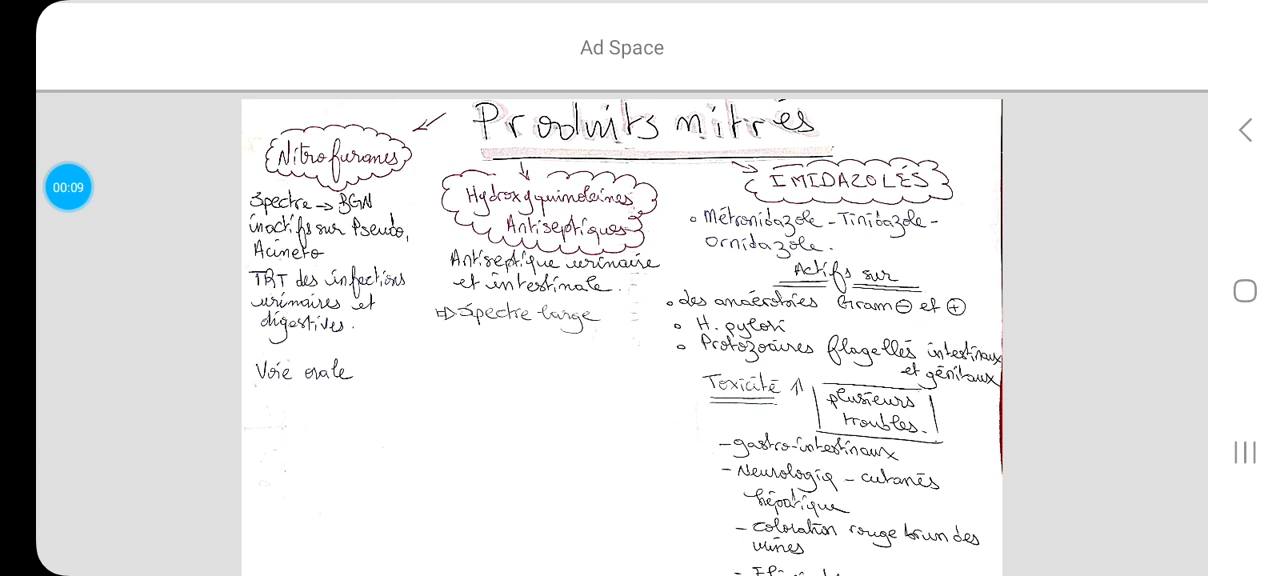 Ad Space
00:09
Produits nitrés
Nitrofuranes
Spectre → BGN
inactifs sur Pseudo,
Acineto
TRT des infections
urinaires et
digestives.
Voie orale
Hydroxyquinoleines
Antiseptiques
Antiseptique urinaire
et intestinale.
⇨ Spectre large
IMIDAZOLÉS
• Métronidazole - Tinidazole -
Ornidazole.
Actifs sur
• des anaérobies Gram ⊖ et ⊕
• H. pylori
• Protozoaires flagellés intestinaux
et génitaux
Toxicité ⇑ plusieurs
troubles.
- gastro-intestinaux
- Neurologiq - cutanés
hépatique
- coloration rouge brun des
urines